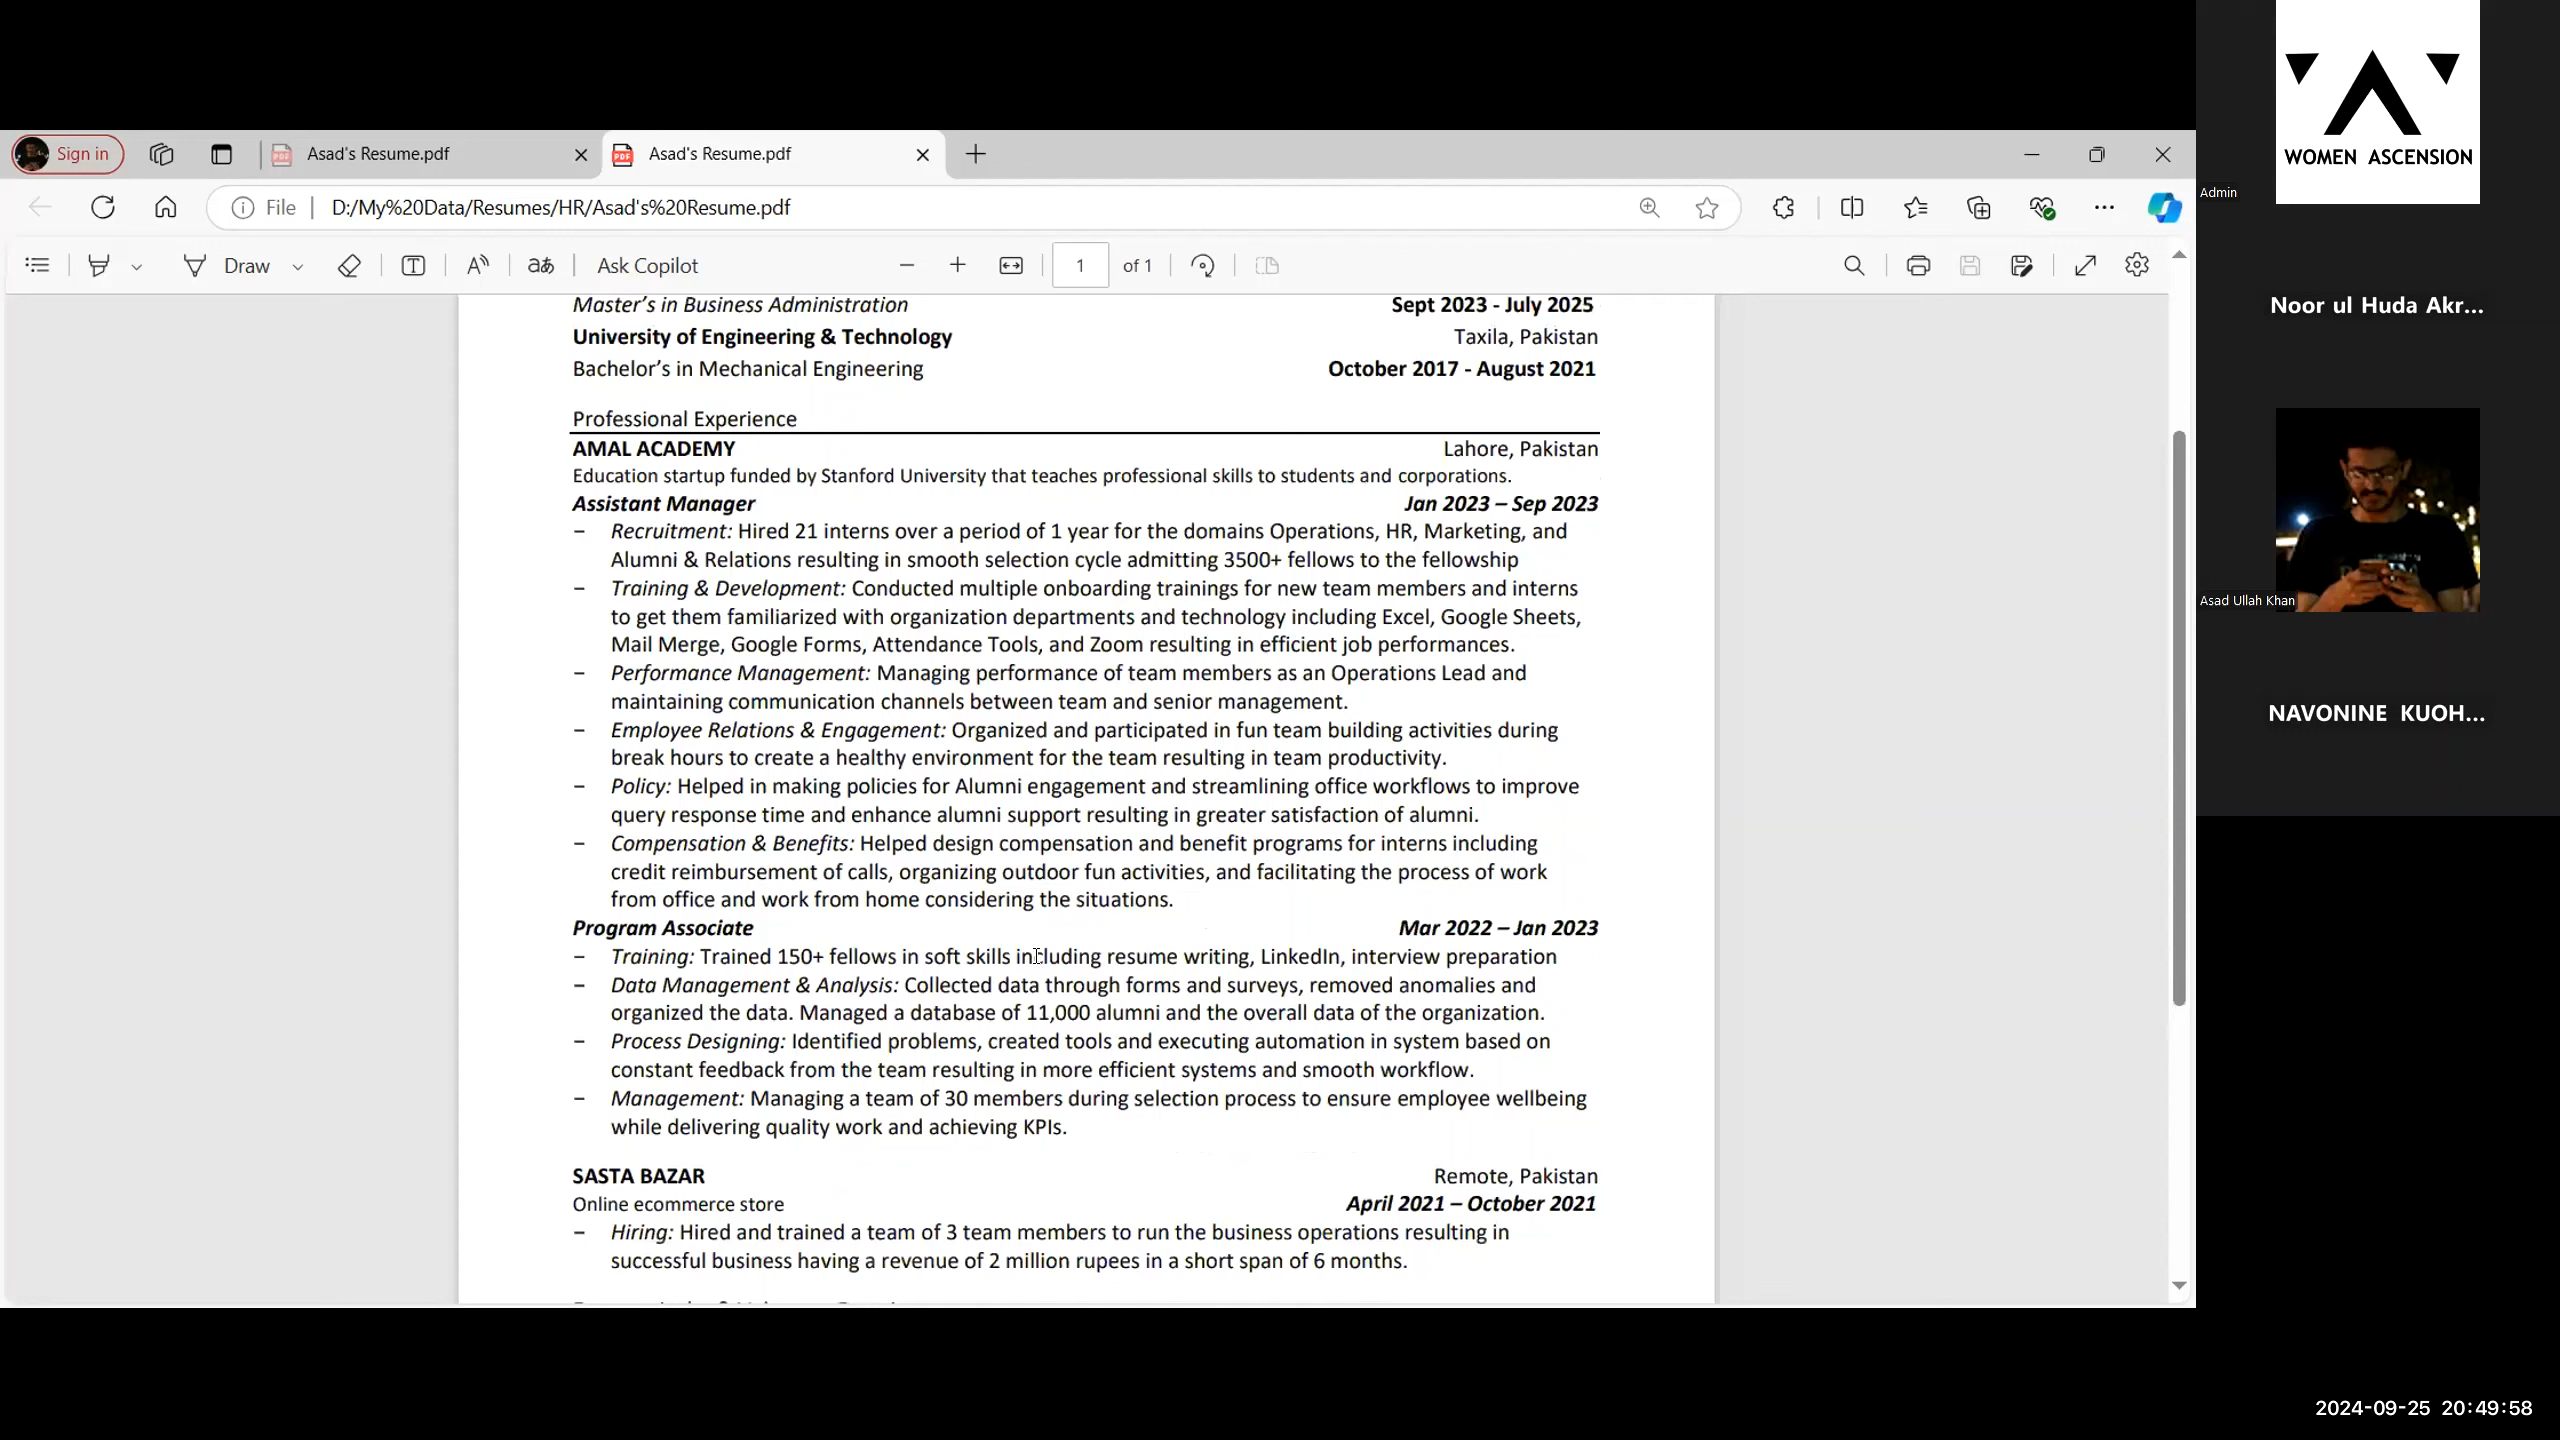 WOMEN ASCENSION
Admin
Noor ul Huda Akr...
Asad Ullah Khan
NAVONINE KUOH...
Sign in
Asad's Resume.pdf
Asad's Resume.pdf
File
D:/My%20Data/Resumes/HR/Asad's%20Resume.pdf
Draw
Ask Copilot
1 of 1
Master's in Business Administration Sept 2023 - July 2025
University of Engineering & Technology Taxila, Pakistan
Bachelor's in Mechanical Engineering October 2017 - August 2021
Professional Experience
AMAL ACADEMY Lahore, Pakistan
Education startup funded by Stanford University that teaches professional skills to students and corporations.
Assistant Manager Jan 2023 – Sep 2023
– Recruitment: Hired 21 interns over a period of 1 year for the domains Operations, HR, Marketing, and
Alumni & Relations resulting in smooth selection cycle admitting 3500+ fellows to the fellowship
– Training & Development: Conducted multiple onboarding trainings for new team members and interns
to get them familiarized with organization departments and technology including Excel, Google Sheets,
Mail Merge, Google Forms, Attendance Tools, and Zoom resulting in efficient job performances.
– Performance Management: Managing performance of team members as an Operations Lead and
maintaining communication channels between team and senior management.
– Employee Relations & Engagement: Organized and participated in fun team building activities during
break hours to create a healthy environment for the team resulting in team productivity.
– Policy: Helped in making policies for Alumni engagement and streamlining office workflows to improve
query response time and enhance alumni support resulting in greater satisfaction of alumni.
– Compensation & Benefits: Helped design compensation and benefit programs for interns including
credit reimbursement of calls, organizing outdoor fun activities, and facilitating the process of work
from office and work from home considering the situations.
Program Associate Mar 2022 – Jan 2023
– Training: Trained 150+ fellows in soft skills including resume writing, LinkedIn, interview preparation
– Data Management & Analysis: Collected data through forms and surveys, removed anomalies and
organized the data. Managed a database of 11,000 alumni and the overall data of the organization.
– Process Designing: Identified problems, created tools and executing automation in system based on
constant feedback from the team resulting in more efficient systems and smooth workflow.
– Management: Managing a team of 30 members during selection process to ensure employee wellbeing
while delivering quality work and achieving KPIs.
SASTA BAZAR Remote, Pakistan
Online ecommerce store April 2021 – October 2021
– Hiring: Hired and trained a team of 3 team members to run the business operations resulting in
successful business having a revenue of 2 million rupees in a short span of 6 months.
2024-09-25 20:49:58